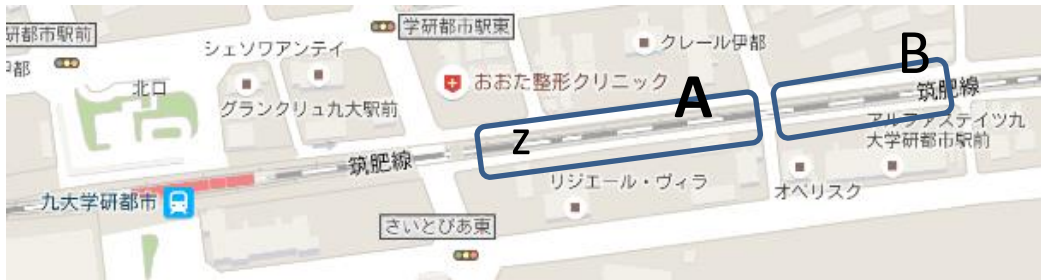 研都市駅前
学研都市駅東
シェソワアンティ
クレール伊都
B
北口
おおた整形クリニック
A
筑肥線
グランクリュ九大駅前
アルファステイツ九
大学研都市駅前
z
筑肥線
リジエール・ヴィラ
オベリスク
九大学研都市
さいとぴあ東